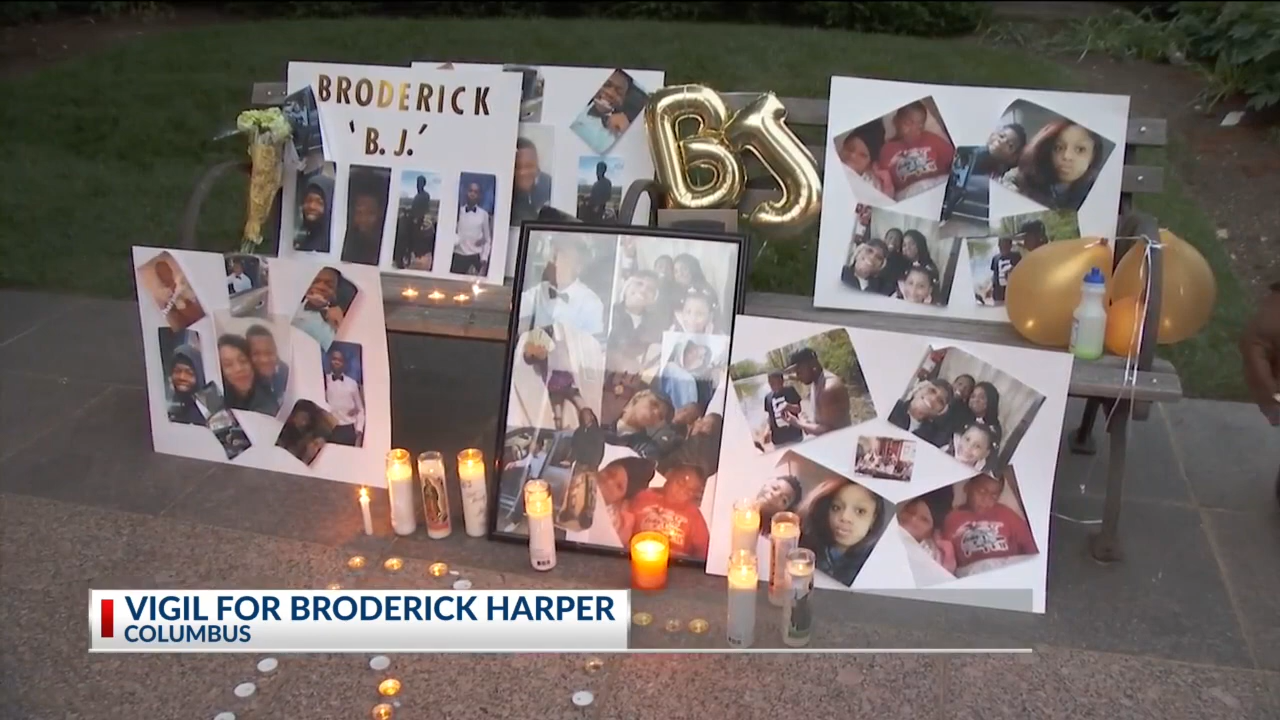 BRODERICK
'B. J.'
BJ
VIGIL FOR BRODERICK HARPER
COLUMBUS